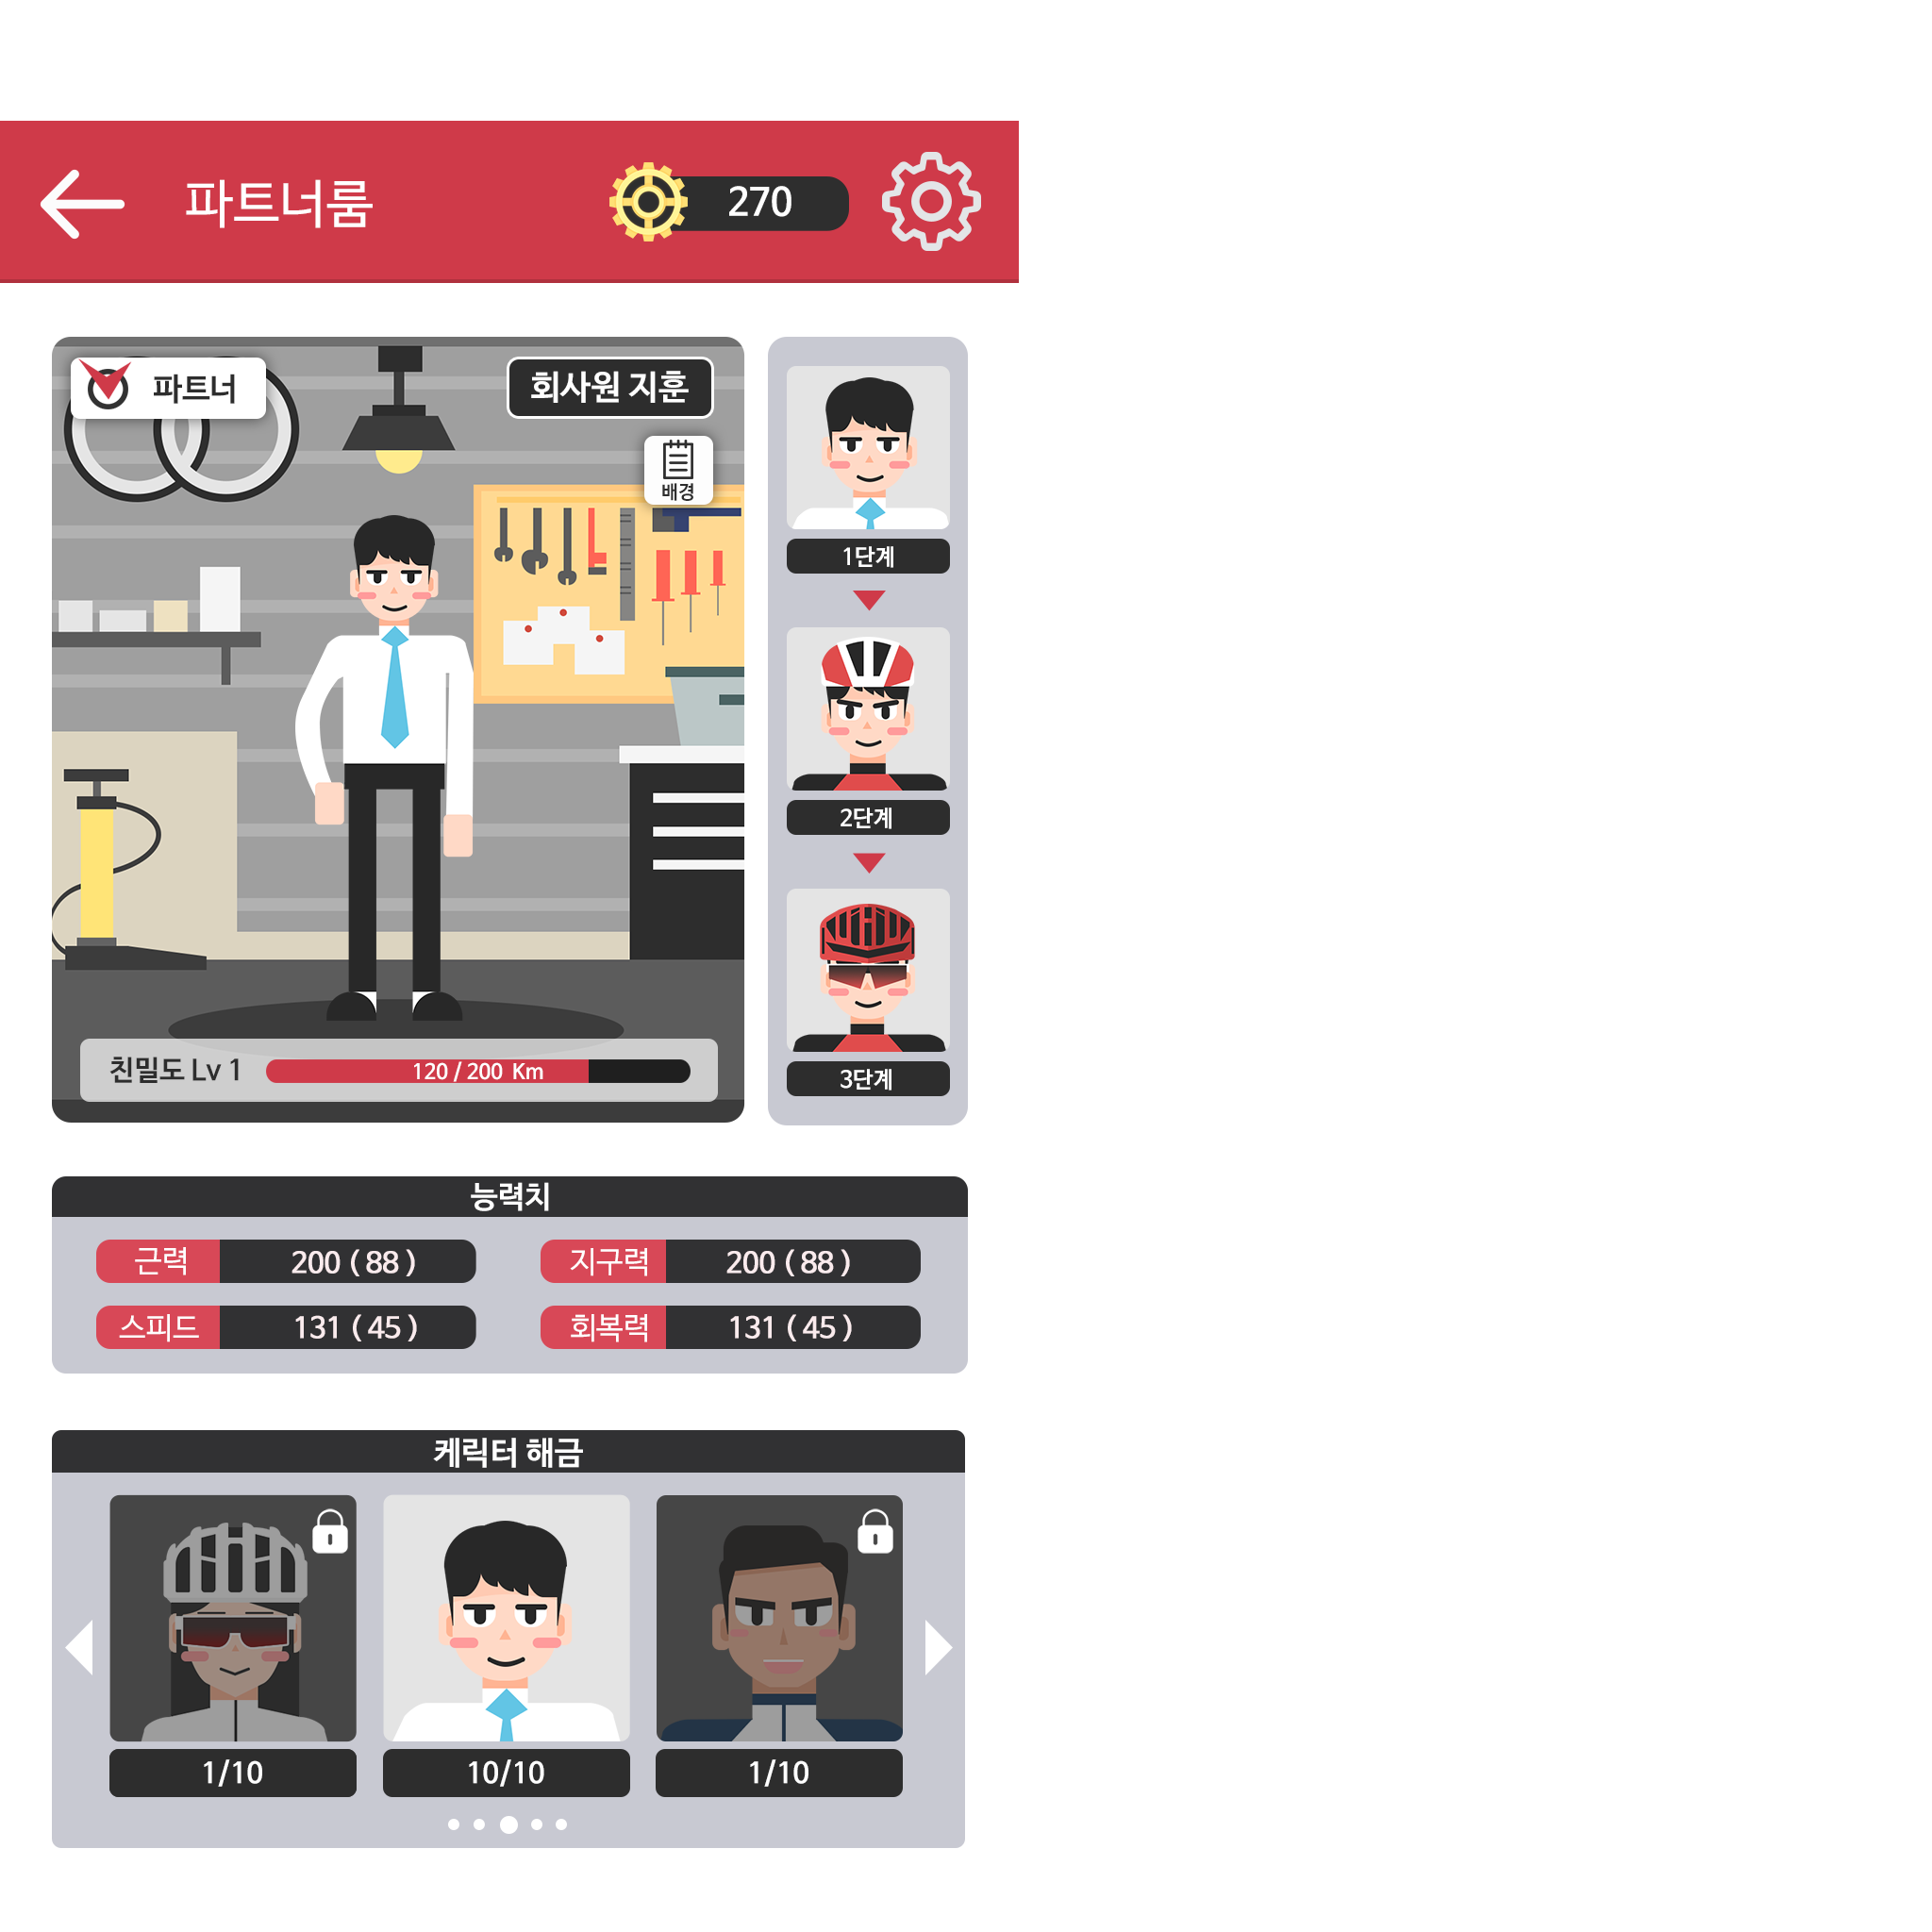 파트너룸
270
파트너
회사원 지훈
배경
1단계
2단계
3단계
친밀도 Lv 1
120 / 200 Km
능력치
근력 200 ( 88 )
지구력 200 ( 88 )
스피드 131 ( 45 )
회복력 131 ( 45 )
케릭터 해금
1/10
10/10
1/10